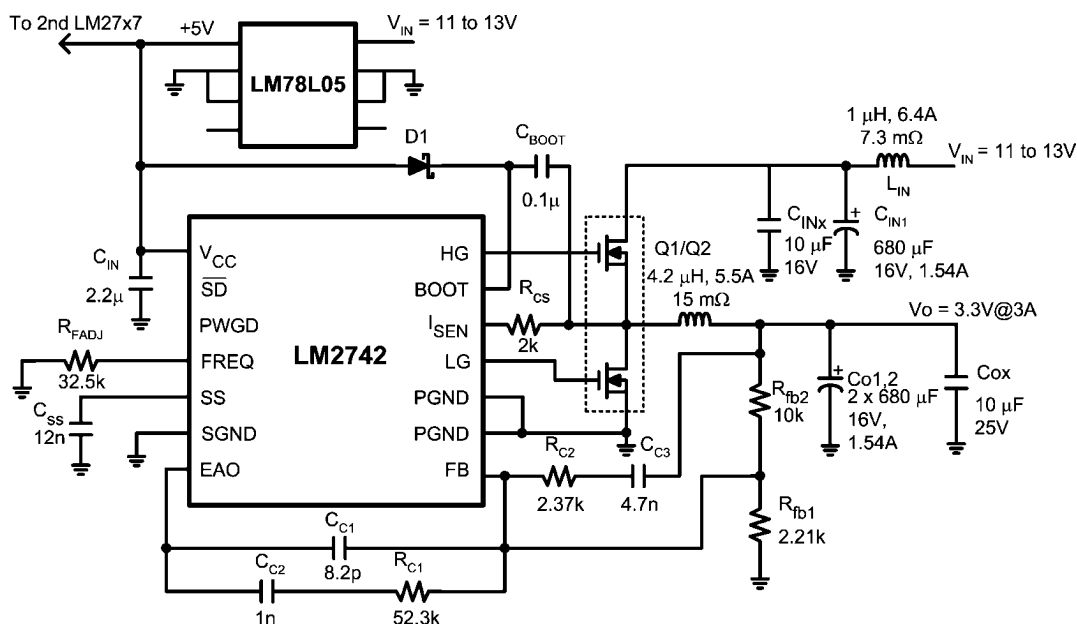 To 2nd LM27x7
+5V
V_IN = 11 to 13V
LM78L05
D1
C_BOOT
0.1µ
1 µH, 6.4A
7.3 mΩ
V_IN = 11 to 13V
L_IN
C_INx
10 µF
16V
+
C_IN1
680 µF
16V, 1.54A
C_IN
2.2µ
V_CC
SD
PWGD
FREQ
SS
SGND
EAO
LM2742
HG
BOOT
I_SEN
LG
PGND
PGND
FB
R_FADJ
32.5k
C_SS
12n
R_CS
2k
Q1/Q2
4.2 µH, 5.5A
15 mΩ
Vo = 3.3V@3A
+
Co1,2
2 x 680 µF
16V,
1.54A
Cox
10 µF
25V
R_fb2
10k
R_C2
2.37k
C_C3
4.7n
R_fb1
2.21k
C_C1
8.2p
C_C2
1n
R_C1
52.3k